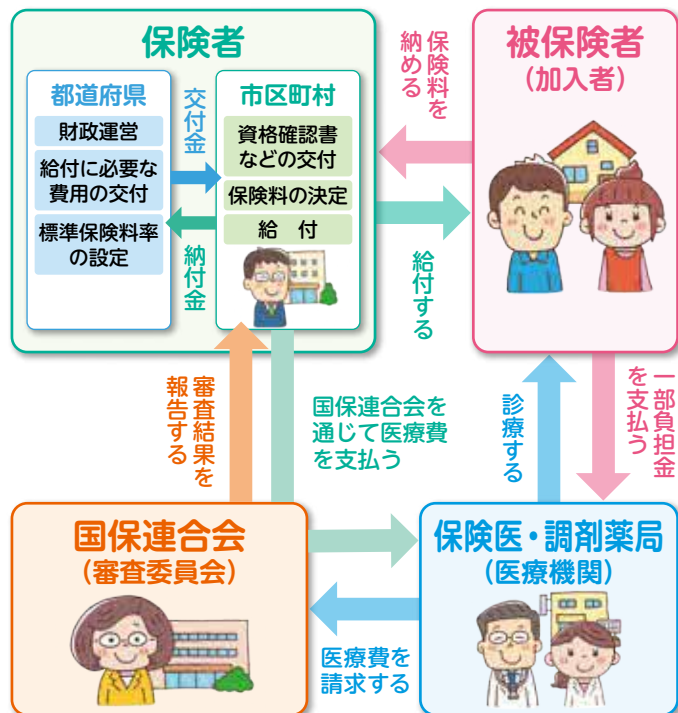 保険者
都道府県
財政運営
給付に必要な
費用の交付
標準保険料率
の設定
交付金
納付金
市区町村
資格確認書
などの交付
保険料の決定
給　付
保険料を
納める
給付する
被保険者
(加入者)
審査結果を
報告する
国保連合会を
通じて医療費
を支払う
診療する
一部負担金
を支払う
国保連合会
(審査委員会)
医療費を
請求する
保険医・調剤薬局
(医療機関)